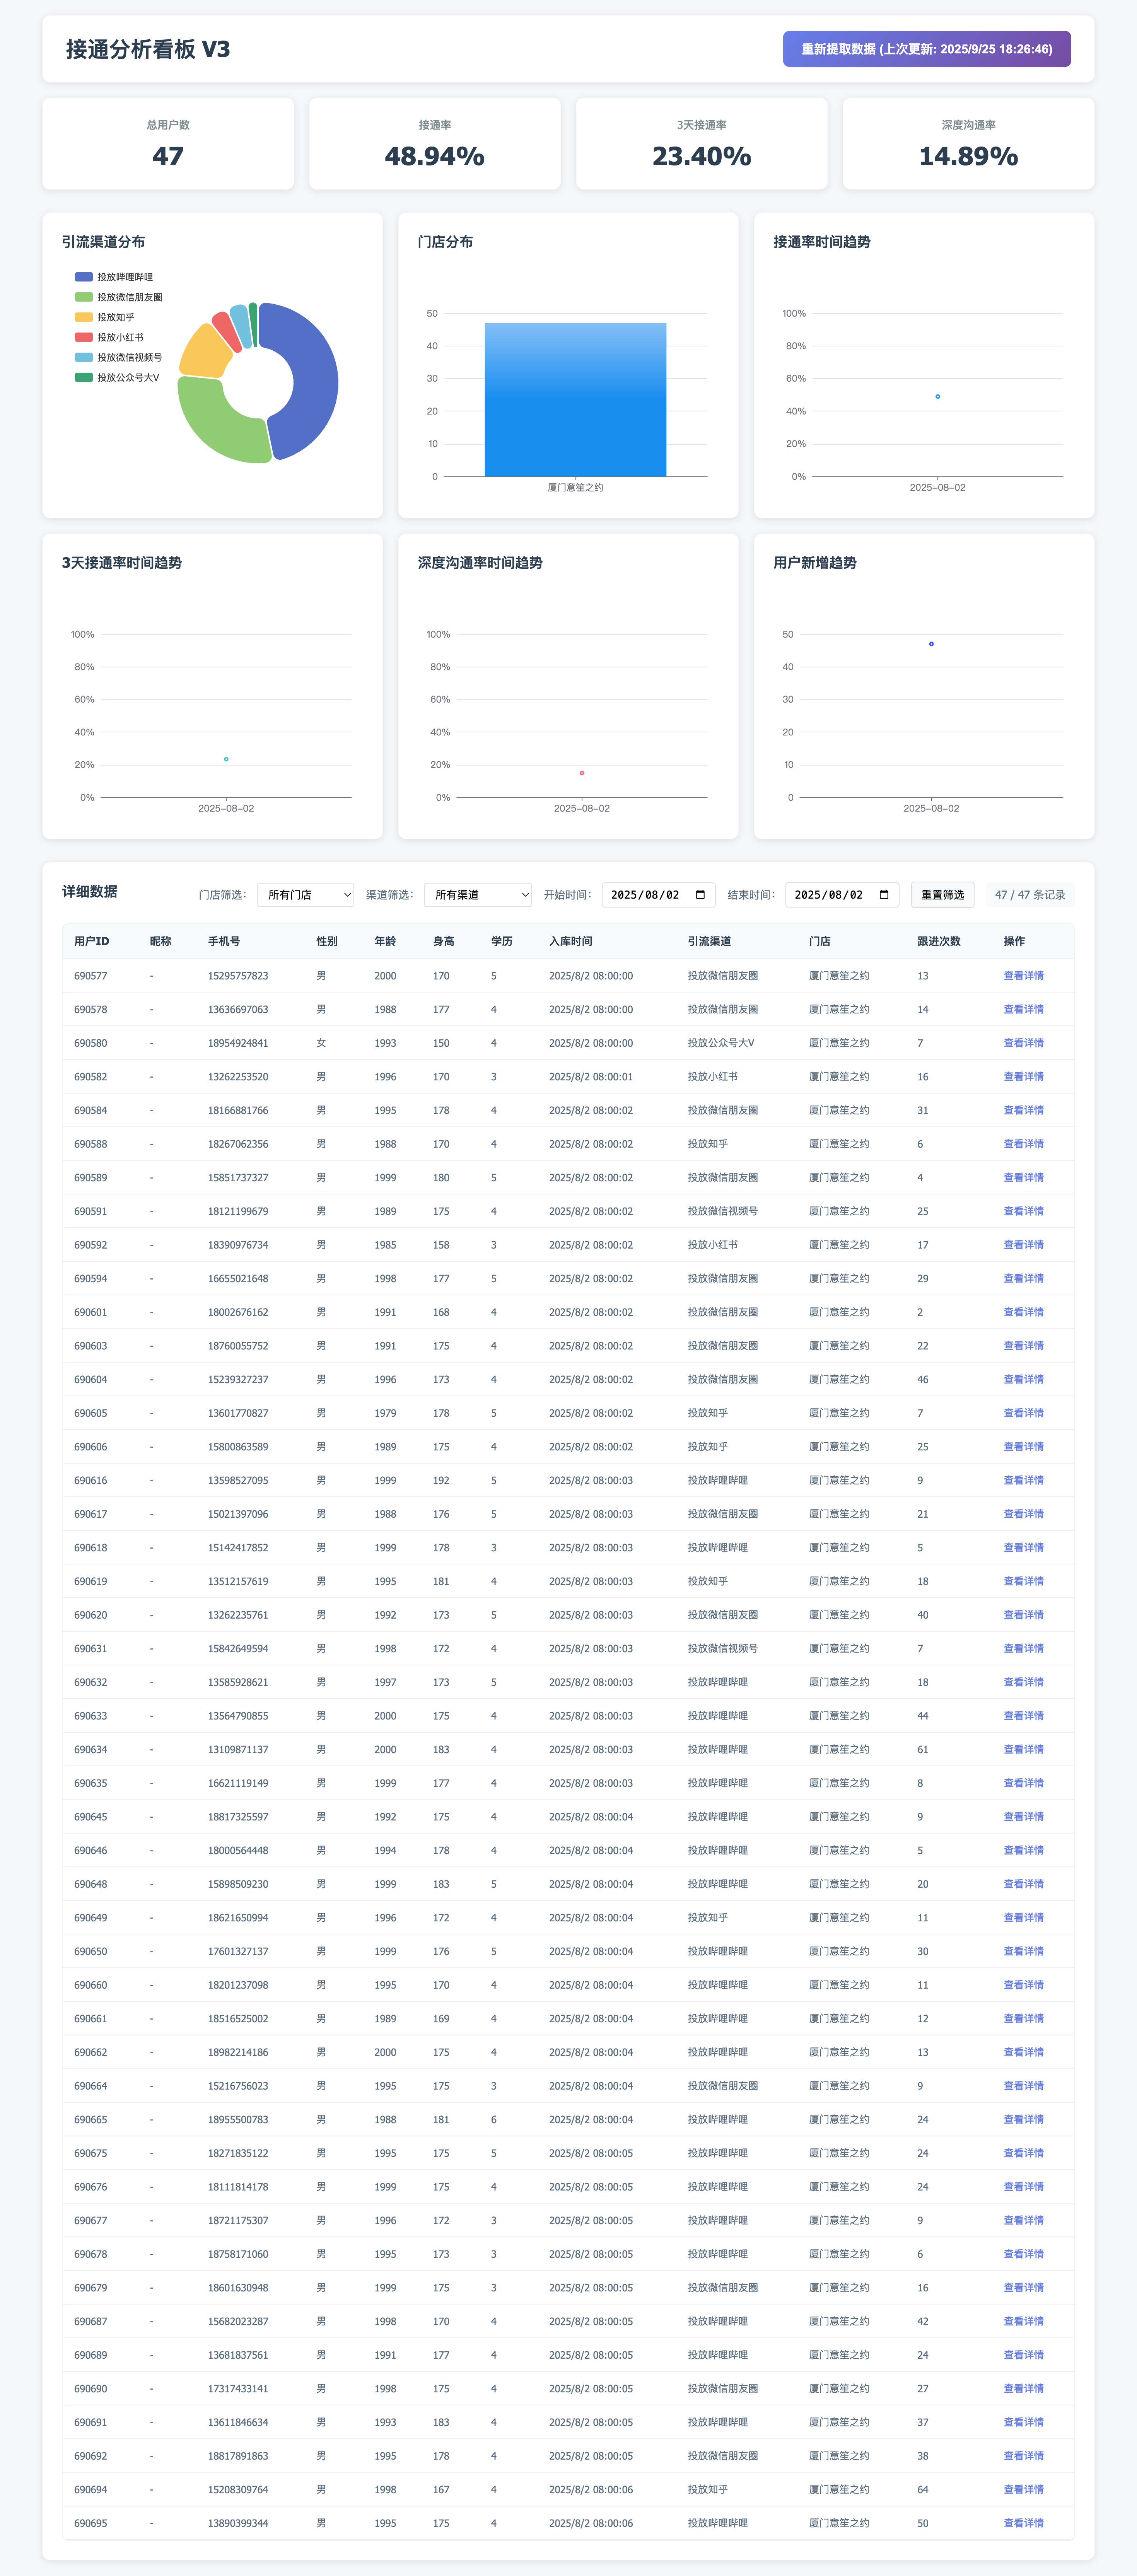 接通分析看板 V3
重新提取数据 (上次更新: 2025/9/25 18:26:46)
总用户数
47
接通率
48.94%
3天接通率
23.40%
深度沟通率
14.89%
引流渠道分布
投放哔哩哔哩
投放微信朋友圈
投放知乎
投放小红书
投放微信视频号
投放公众号大V
门店分布
50
40
30
20
10
0
厦门意笙之约
接通率时间趋势
100%
80%
60%
40%
20%
0%
2025-08-02
3天接通率时间趋势
100%
80%
60%
40%
20%
0%
2025-08-02
深度沟通率时间趋势
100%
80%
60%
40%
20%
0%
2025-08-02
用户新增趋势
50
40
30
20
10
0
2025-08-02
详细数据 门店筛选: 所有门店 渠道筛选: 所有渠道 开始时间: 2025/08/02 结束时间: 2025/08/02 重置筛选 47 / 47 条记录
用户ID 昵称 手机号 性别 年龄 身高 学历 入库时间 引流渠道 门店 跟进次数 操作
690577 - 15295757823 男 2000 170 5 2025/8/2 08:00:00 投放微信朋友圈 厦门意笙之约 13 查看详情
690578 - 13636697063 男 1988 177 4 2025/8/2 08:00:00 投放微信朋友圈 厦门意笙之约 14 查看详情
690580 - 18954924841 女 1993 150 4 2025/8/2 08:00:00 投放公众号大V 厦门意笙之约 7 查看详情
690582 - 13262253520 男 1996 170 3 2025/8/2 08:00:01 投放小红书 厦门意笙之约 16 查看详情
690584 - 18166881766 男 1995 178 4 2025/8/2 08:00:02 投放微信朋友圈 厦门意笙之约 31 查看详情
690588 - 18267062356 男 1988 170 4 2025/8/2 08:00:02 投放知乎 厦门意笙之约 6 查看详情
690589 - 15851737327 男 1999 180 5 2025/8/2 08:00:02 投放微信朋友圈 厦门意笙之约 4 查看详情
690591 - 18121199679 男 1989 175 4 2025/8/2 08:00:02 投放微信视频号 厦门意笙之约 25 查看详情
690592 - 18390976734 男 1985 158 3 2025/8/2 08:00:02 投放小红书 厦门意笙之约 17 查看详情
690594 - 16655021648 男 1998 177 5 2025/8/2 08:00:02 投放微信朋友圈 厦门意笙之约 29 查看详情
690601 - 18002676162 男 1991 168 4 2025/8/2 08:00:02 投放微信朋友圈 厦门意笙之约 2 查看详情
690603 - 18760055752 男 1991 175 4 2025/8/2 08:00:02 投放微信朋友圈 厦门意笙之约 22 查看详情
690604 - 15239327237 男 1996 173 4 2025/8/2 08:00:02 投放微信朋友圈 厦门意笙之约 46 查看详情
690605 - 13601770827 男 1979 178 5 2025/8/2 08:00:02 投放知乎 厦门意笙之约 7 查看详情
690606 - 15800863589 男 1989 175 4 2025/8/2 08:00:02 投放知乎 厦门意笙之约 25 查看详情
690616 - 13598527095 男 1999 192 5 2025/8/2 08:00:03 投放哔哩哔哩 厦门意笙之约 9 查看详情
690617 - 15021397096 男 1988 176 5 2025/8/2 08:00:03 投放微信朋友圈 厦门意笙之约 21 查看详情
690618 - 15142417852 男 1999 178 3 2025/8/2 08:00:03 投放哔哩哔哩 厦门意笙之约 5 查看详情
690619 - 13512157619 男 1995 181 4 2025/8/2 08:00:03 投放知乎 厦门意笙之约 18 查看详情
690620 - 13262235761 男 1992 173 5 2025/8/2 08:00:03 投放微信朋友圈 厦门意笙之约 40 查看详情
690631 - 15842649594 男 1998 172 4 2025/8/2 08:00:03 投放微信视频号 厦门意笙之约 7 查看详情
690632 - 13585928621 男 1997 173 5 2025/8/2 08:00:03 投放哔哩哔哩 厦门意笙之约 18 查看详情
690633 - 13564790855 男 2000 175 4 2025/8/2 08:00:03 投放哔哩哔哩 厦门意笙之约 44 查看详情
690634 - 13109871137 男 2000 183 4 2025/8/2 08:00:03 投放哔哩哔哩 厦门意笙之约 61 查看详情
690635 - 16621119149 男 1999 177 4 2025/8/2 08:00:03 投放哔哩哔哩 厦门意笙之约 8 查看详情
690645 - 18817325597 男 1992 175 4 2025/8/2 08:00:04 投放哔哩哔哩 厦门意笙之约 9 查看详情
690646 - 18000564448 男 1994 178 4 2025/8/2 08:00:04 投放哔哩哔哩 厦门意笙之约 5 查看详情
690648 - 15898509230 男 1999 183 5 2025/8/2 08:00:04 投放哔哩哔哩 厦门意笙之约 20 查看详情
690649 - 18621650994 男 1996 172 4 2025/8/2 08:00:04 投放知乎 厦门意笙之约 11 查看详情
690650 - 17601327137 男 1999 176 5 2025/8/2 08:00:04 投放哔哩哔哩 厦门意笙之约 30 查看详情
690660 - 18201237098 男 1995 170 4 2025/8/2 08:00:04 投放哔哩哔哩 厦门意笙之约 11 查看详情
690661 - 18516525002 男 1989 169 4 2025/8/2 08:00:04 投放哔哩哔哩 厦门意笙之约 12 查看详情
690662 - 18982214186 男 2000 175 4 2025/8/2 08:00:04 投放哔哩哔哩 厦门意笙之约 13 查看详情
690664 - 15216756023 男 1995 175 3 2025/8/2 08:00:04 投放微信朋友圈 厦门意笙之约 9 查看详情
690665 - 18955500783 男 1988 181 6 2025/8/2 08:00:04 投放哔哩哔哩 厦门意笙之约 24 查看详情
690675 - 18271835122 男 1995 175 5 2025/8/2 08:00:05 投放哔哩哔哩 厦门意笙之约 24 查看详情
690676 - 18111814178 男 1999 175 4 2025/8/2 08:00:05 投放哔哩哔哩 厦门意笙之约 24 查看详情
690677 - 18721175307 男 1996 172 3 2025/8/2 08:00:05 投放哔哩哔哩 厦门意笙之约 9 查看详情
690678 - 18758171060 男 1995 173 3 2025/8/2 08:00:05 投放哔哩哔哩 厦门意笙之约 6 查看详情
690679 - 18601630948 男 1999 175 3 2025/8/2 08:00:05 投放微信朋友圈 厦门意笙之约 16 查看详情
690687 - 15682023287 男 1998 170 4 2025/8/2 08:00:05 投放哔哩哔哩 厦门意笙之约 42 查看详情
690689 - 13681837561 男 1991 177 4 2025/8/2 08:00:05 投放哔哩哔哩 厦门意笙之约 24 查看详情
690690 - 17317433141 男 1998 175 4 2025/8/2 08:00:05 投放微信朋友圈 厦门意笙之约 27 查看详情
690691 - 13611846634 男 1993 183 4 2025/8/2 08:00:05 投放哔哩哔哩 厦门意笙之约 37 查看详情
690692 - 18817891863 男 1995 178 4 2025/8/2 08:00:05 投放微信朋友圈 厦门意笙之约 38 查看详情
690694 - 15208309764 男 1998 167 4 2025/8/2 08:00:06 投放知乎 厦门意笙之约 64 查看详情
690695 - 13890399344 男 1995 175 4 2025/8/2 08:00:06 投放哔哩哔哩 厦门意笙之约 50 查看详情